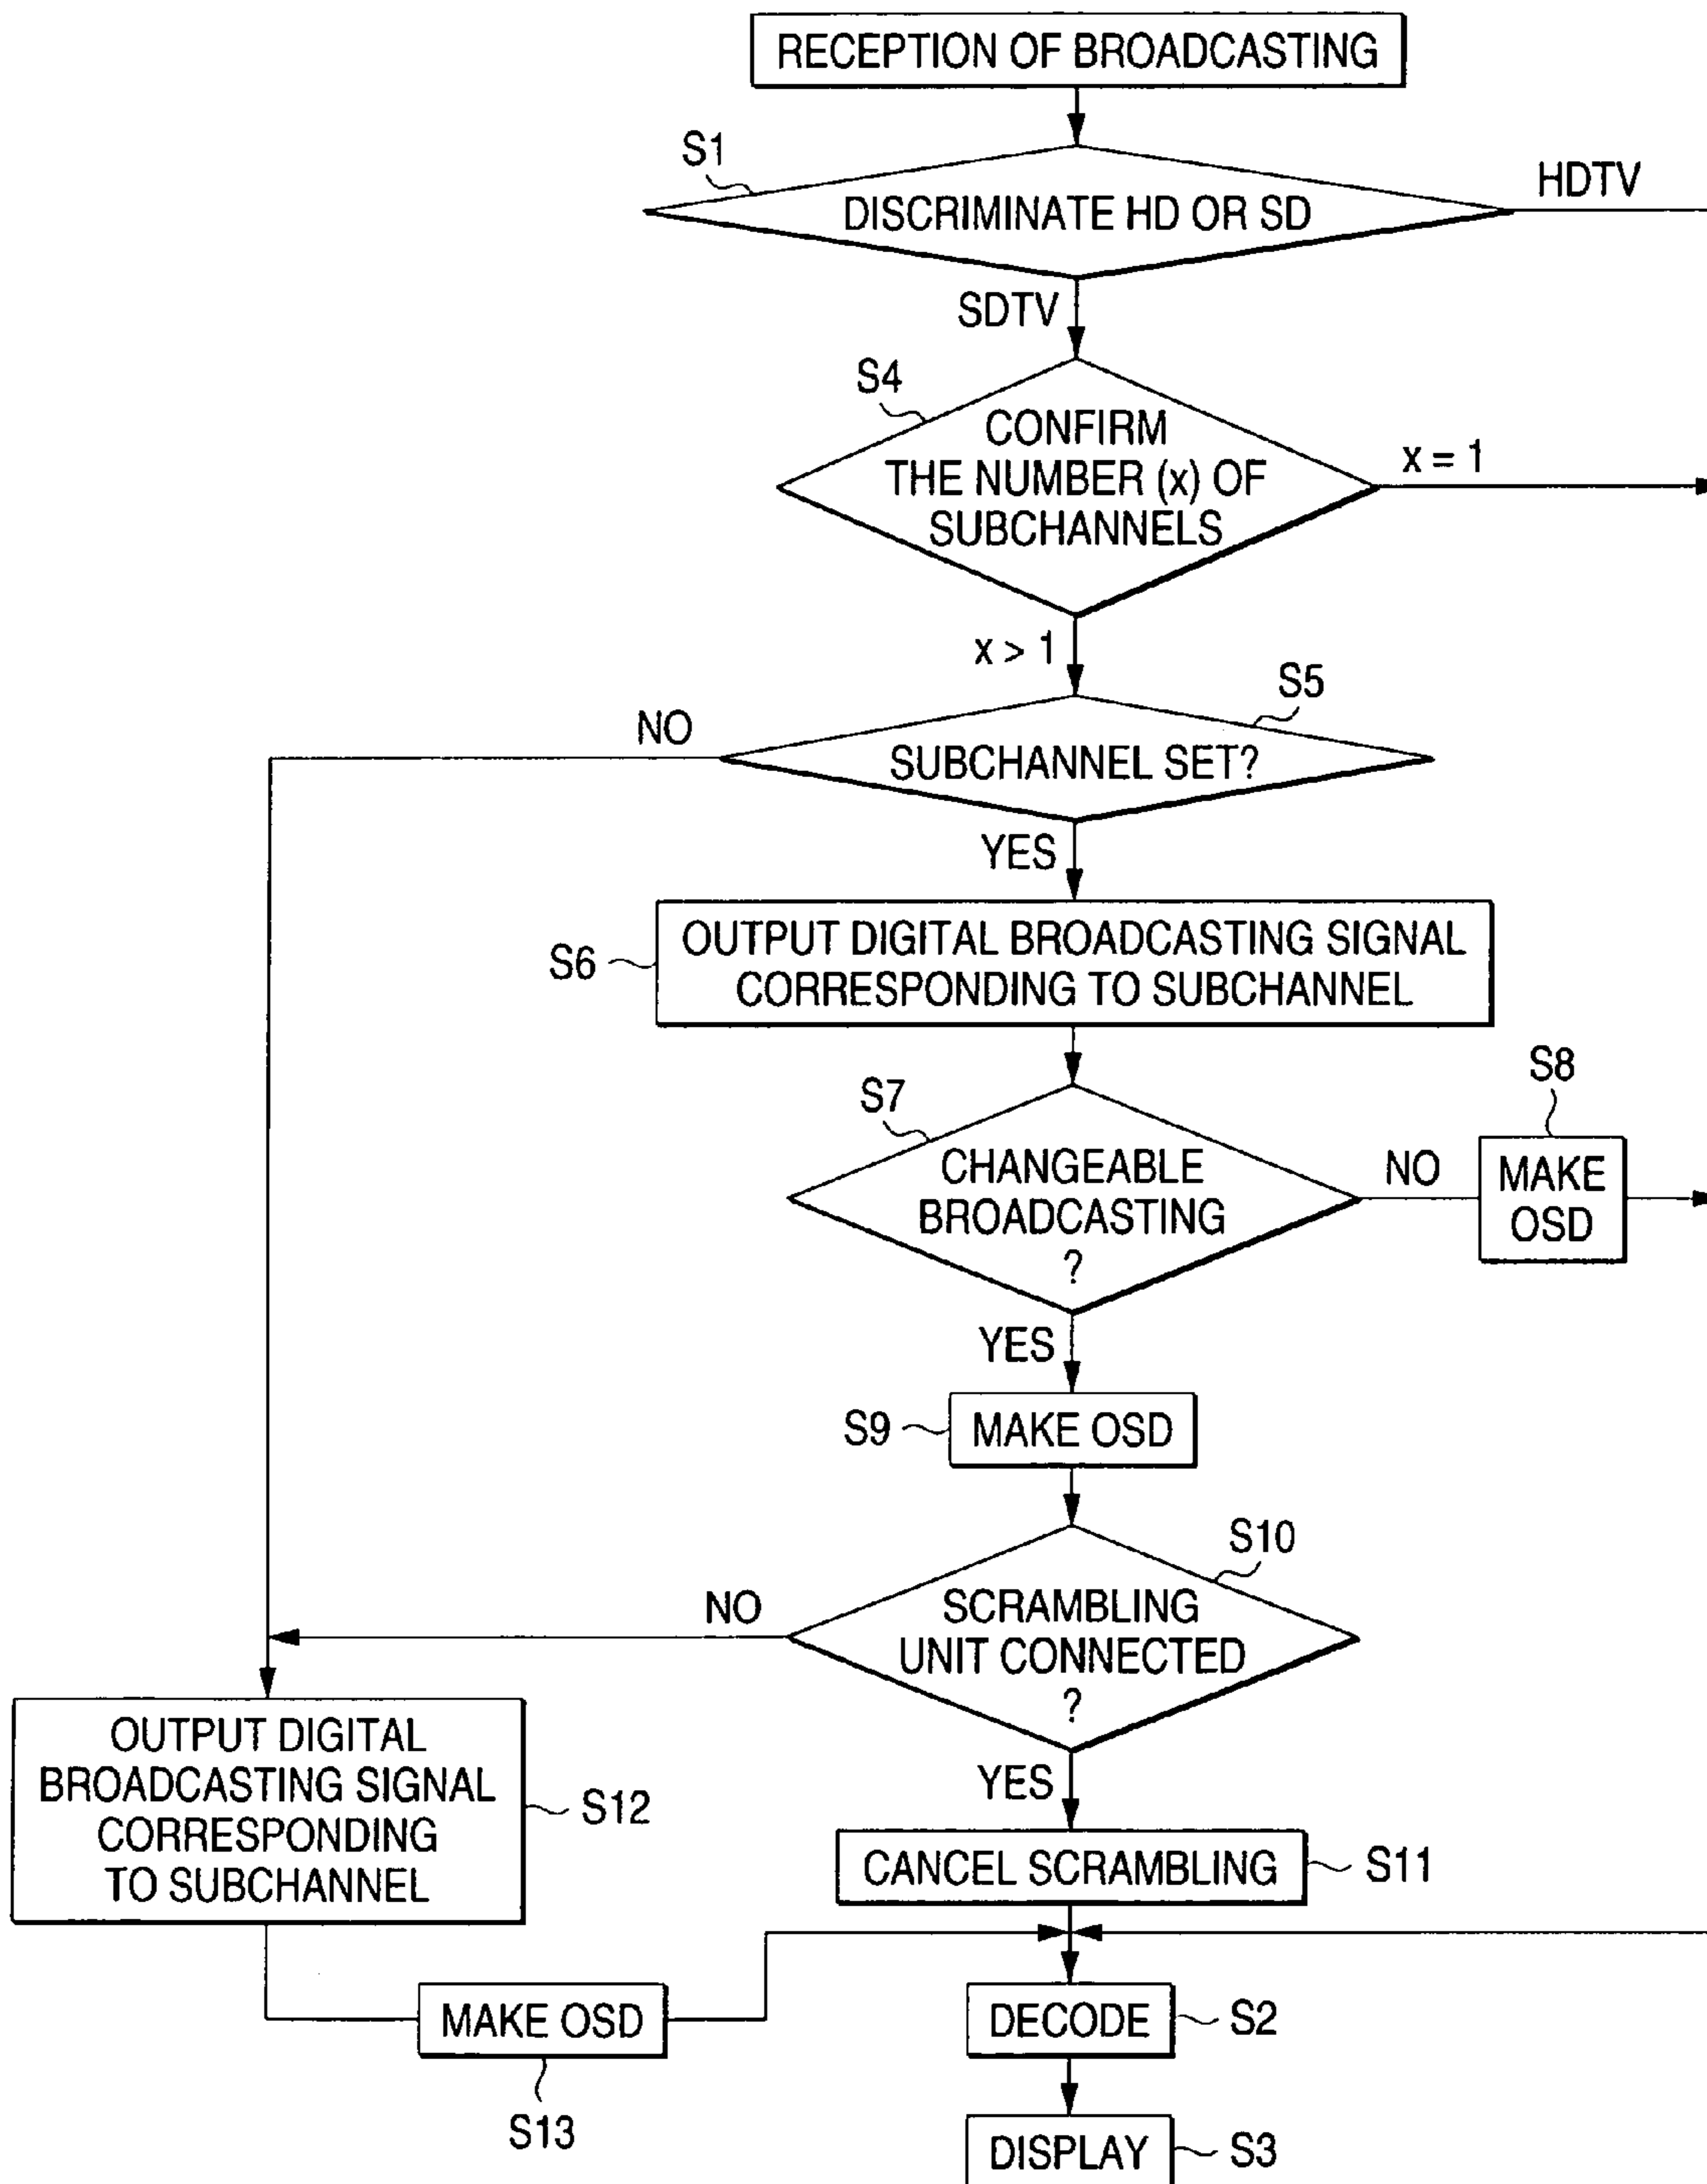 RECEPTION OF BROADCASTING
S1
DISCRIMINATE HD OR SD
HDTV
SDTV
S4
CONFIRM
THE NUMBER (x) OF
SUBCHANNELS
x = 1
x > 1
S5
NO
SUBCHANNEL SET?
YES
S6
OUTPUT DIGITAL BROADCASTING SIGNAL
CORRESPONDING TO SUBCHANNEL
S7
CHANGEABLE
BROADCASTING
?
NO
S8
MAKE
OSD
YES
S9
MAKE OSD
S10
NO
SCRAMBLING
UNIT CONNECTED
?
YES
OUTPUT DIGITAL
BROADCASTING SIGNAL
CORRESPONDING
TO SUBCHANNEL
S12
CANCEL SCRAMBLING
S11
MAKE OSD
S13
DECODE
S2
DISPLAY
S3